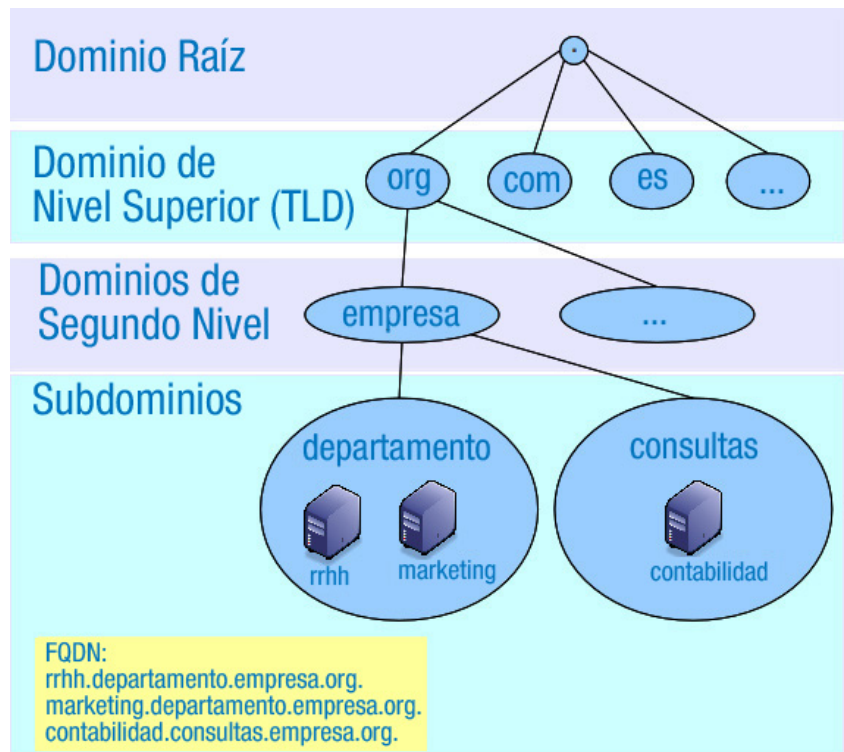 Dominio Raíz
.
Dominio de
Nivel Superior (TLD)
org
com
es
...
Dominios de
Segundo Nivel
empresa
...
Subdominios
departamento
consultas
rrhh
marketing
contabilidad
FQDN:
rrhh.departamento.empresa.org.
marketing.departamento.empresa.org.
contabilidad.consultas.empresa.org.